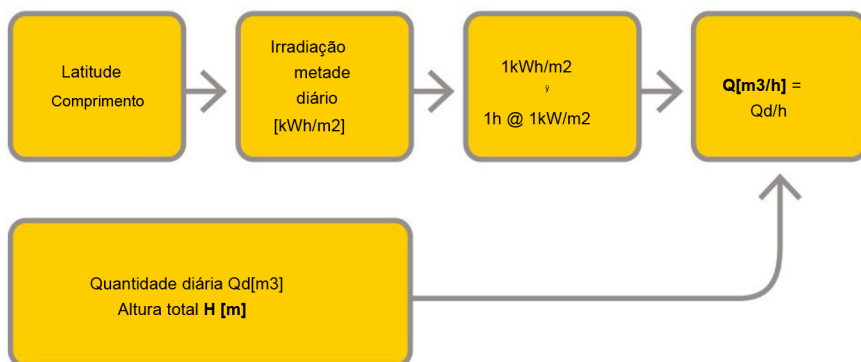 Latitude
Comprimento
Irradiação
metade
diário
[kWh/m2]
1kWh/m2
ÿ
1h @ 1kW/m2
Q[m3/h] =
Qd/h
Quantidade diária Qd[m3]
Altura total H [m]